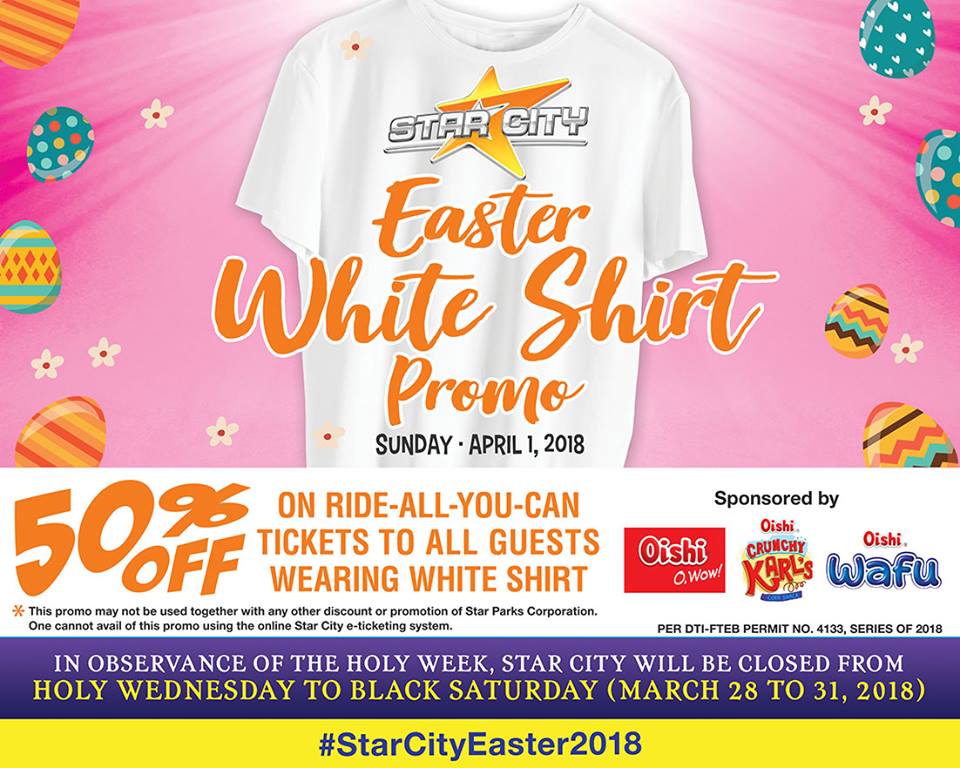 STAR CITY
Easter
White Shirt
Promo
SUNDAY · APRIL 1, 2018
50% OFF
ON RIDE-ALL-YOU-CAN
TICKETS TO ALL GUESTS
WEARING WHITE SHIRT
* This promo may not be used together with any other discount or promotion of Star Parks Corporation.
One cannot avail of this promo using the online Star City e-ticketing system.
Sponsored by
Oishi
O, Wow!
Oishi
CRUNCHY
KARL'S
Oishi
Wafu
PER DTI-FTEB PERMIT NO. 4133, SERIES OF 2018
IN OBSERVANCE OF THE HOLY WEEK, STAR CITY WILL BE CLOSED FROM
HOLY WEDNESDAY TO BLACK SATURDAY (MARCH 28 TO 31, 2018)
#StarCityEaster2018